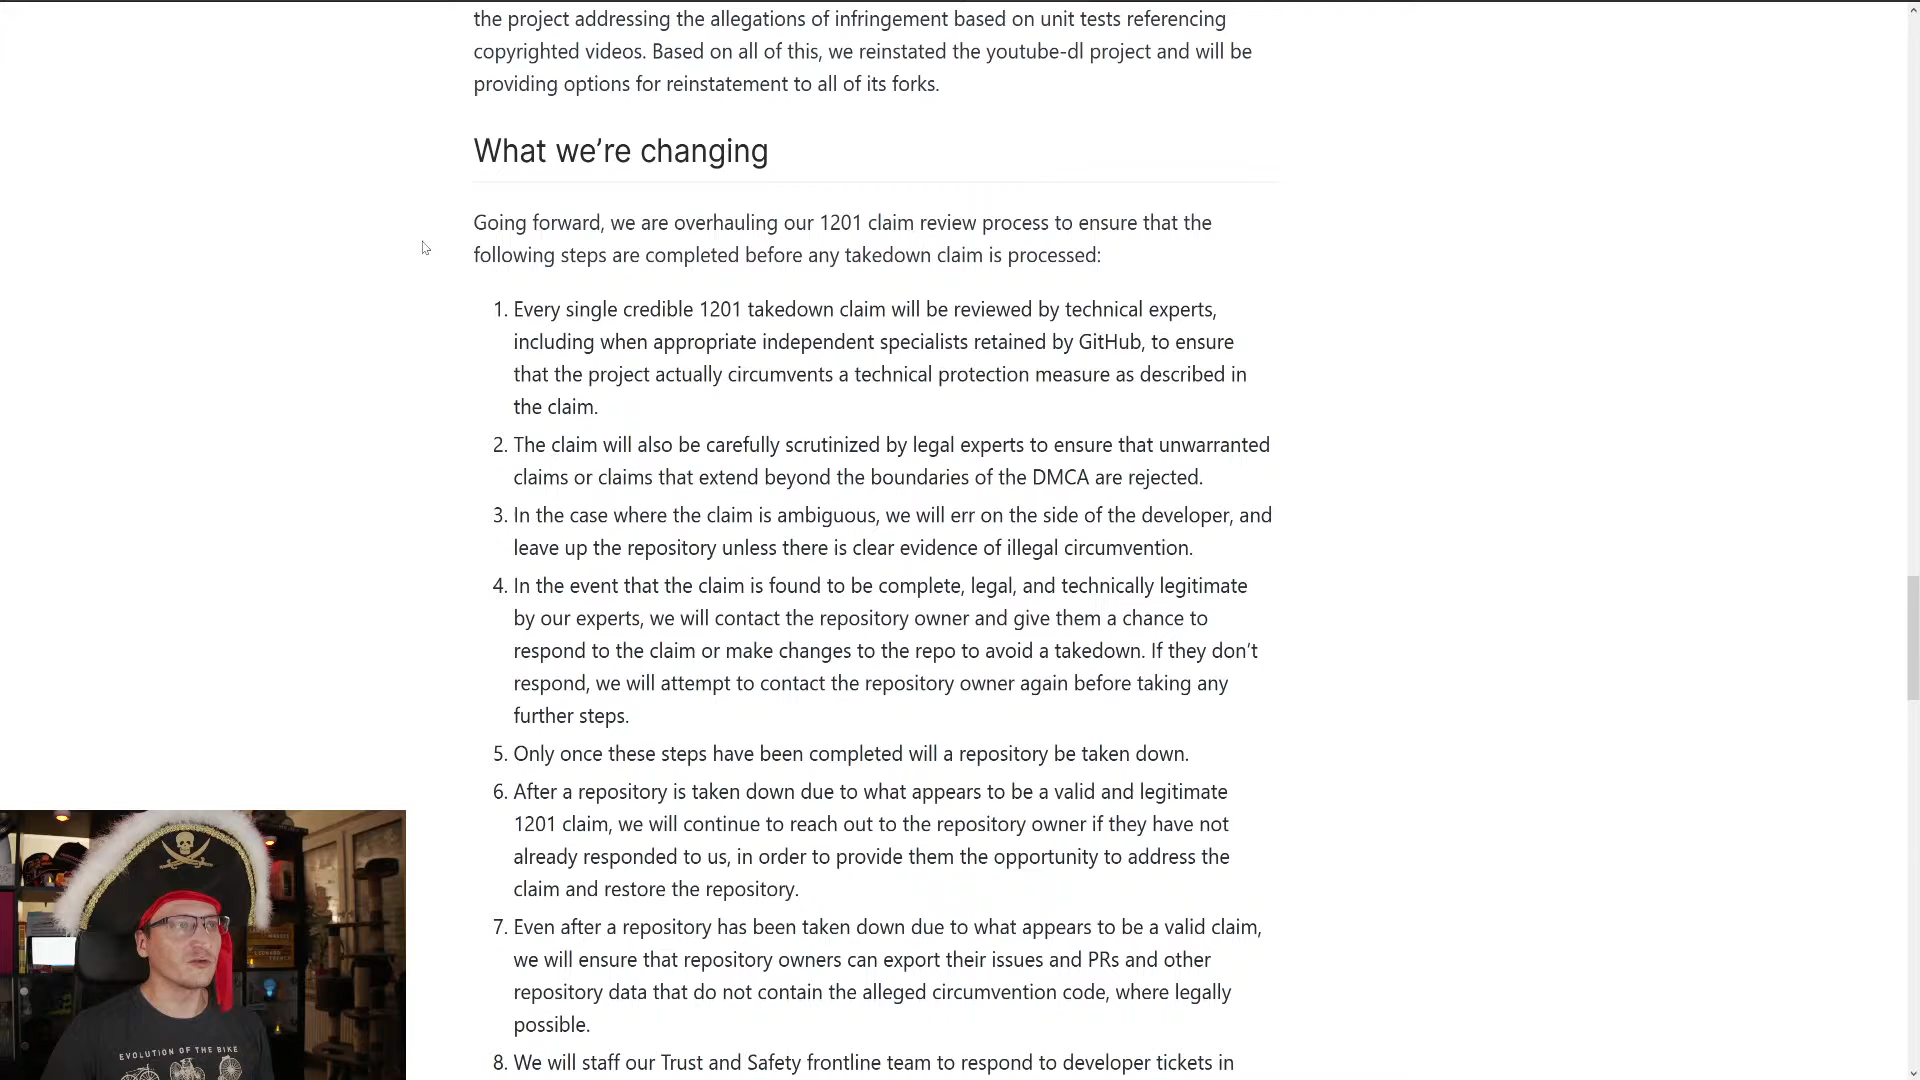 the project addressing the allegations of infringement based on unit tests referencing
copyrighted videos. Based on all of this, we reinstated the youtube-dl project and will be
providing options for reinstatement to all of its forks.
What we’re changing
Going forward, we are overhauling our 1201 claim review process to ensure that the
following steps are completed before any takedown claim is processed:
1. Every single credible 1201 takedown claim will be reviewed by technical experts,
including when appropriate independent specialists retained by GitHub, to ensure
that the project actually circumvents a technical protection measure as described in
the claim.
2. The claim will also be carefully scrutinized by legal experts to ensure that unwarranted
claims or claims that extend beyond the boundaries of the DMCA are rejected.
3. In the case where the claim is ambiguous, we will err on the side of the developer, and
leave up the repository unless there is clear evidence of illegal circumvention.
4. In the event that the claim is found to be complete, legal, and technically legitimate
by our experts, we will contact the repository owner and give them a chance to
respond to the claim or make changes to the repo to avoid a takedown. If they don’t
respond, we will attempt to contact the repository owner again before taking any
further steps.
5. Only once these steps have been completed will a repository be taken down.
6. After a repository is taken down due to what appears to be a valid and legitimate
1201 claim, we will continue to reach out to the repository owner if they have not
already responded to us, in order to provide them the opportunity to address the
claim and restore the repository.
7. Even after a repository has been taken down due to what appears to be a valid claim,
we will ensure that repository owners can export their issues and PRs and other
repository data that do not contain the alleged circumvention code, where legally
possible.
8. We will staff our Trust and Safety frontline team to respond to developer tickets in
EVOLUTION OF THE BIKE